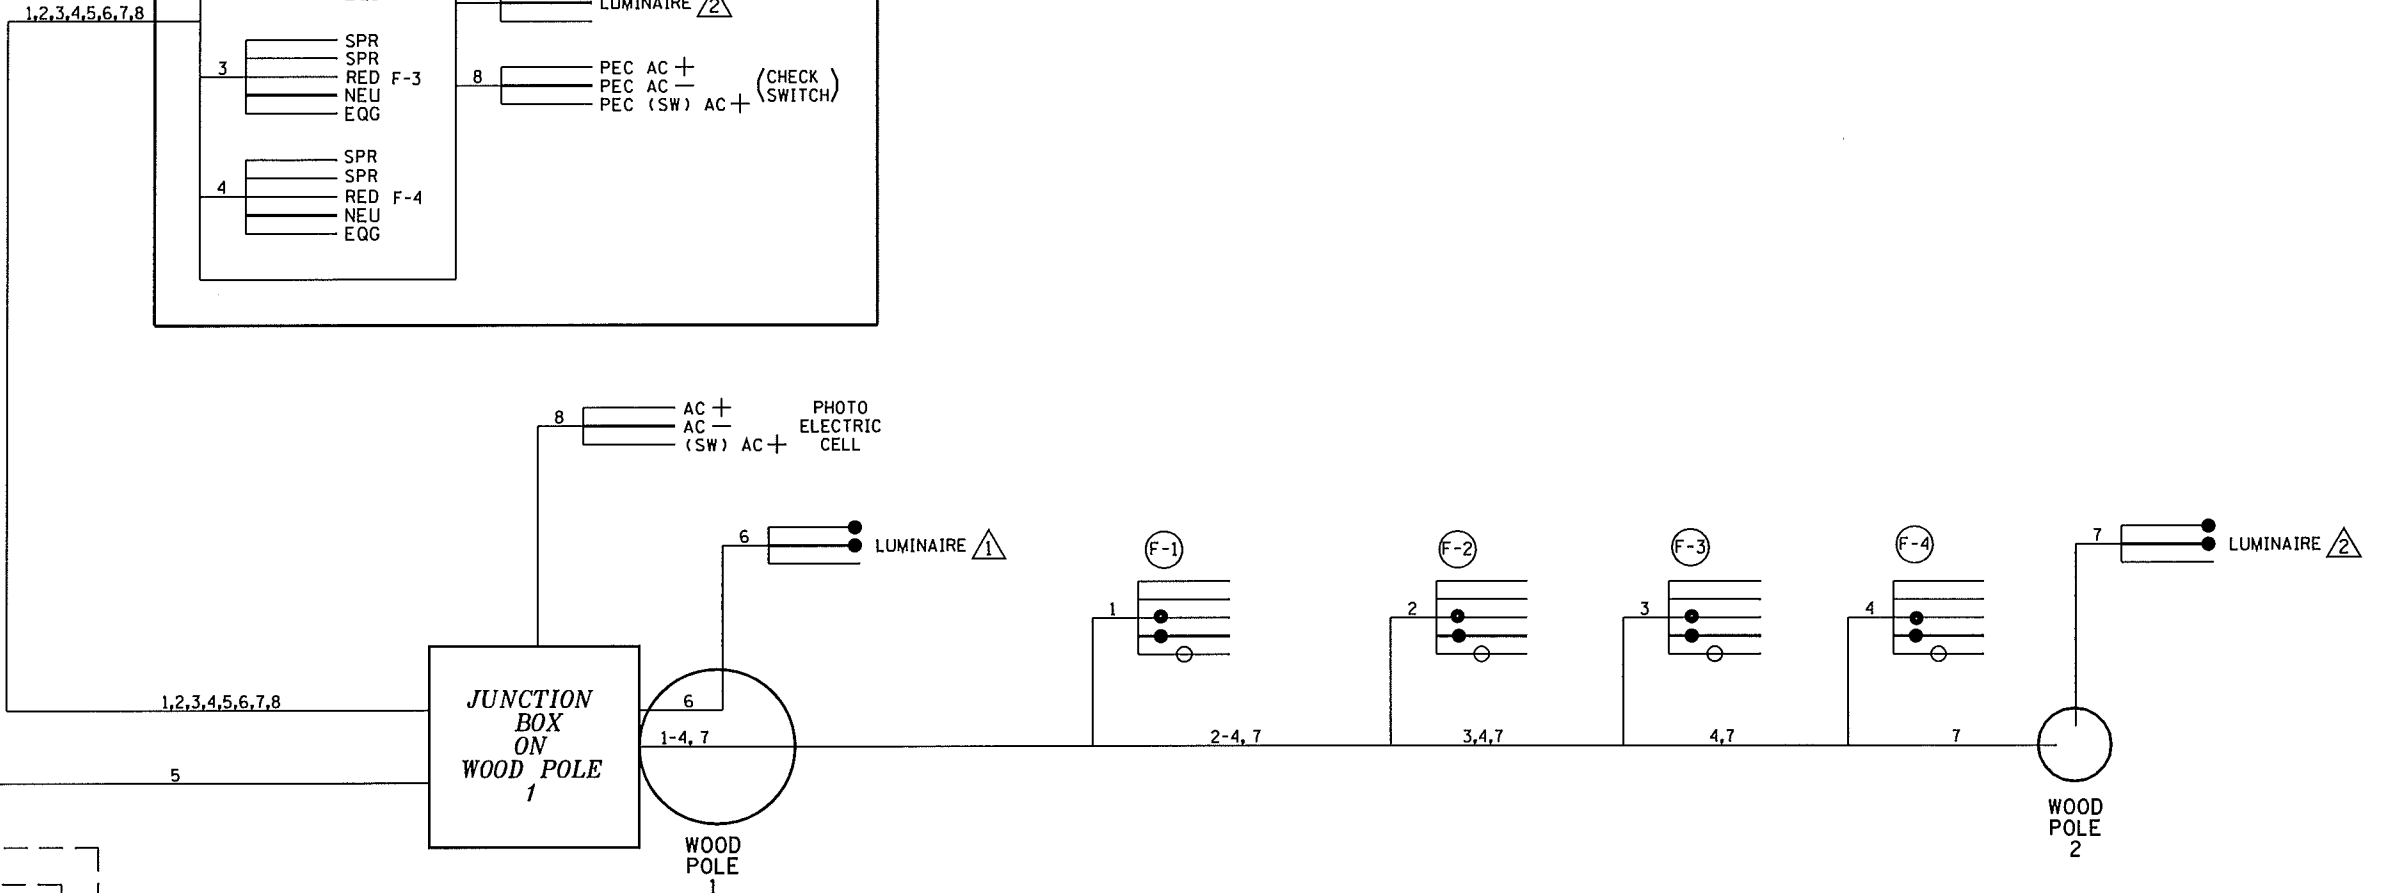 1,2,3,4,5,6,7,8
LUMINAIRE 2
3
SPR
SPR
RED F-3
NEU
EQG
8
PEC AC +
PEC AC -
PEC (SW) AC +
(CHECK
SWITCH)
4
SPR
SPR
RED F-4
NEU
EQG
8
AC +
AC -
(SW) AC +
PHOTO
ELECTRIC
CELL
6
LUMINAIRE 1
F-1
F-2
F-3
F-4
7
LUMINAIRE 2
1
2
3
4
1,2,3,4,5,6,7,8
JUNCTION
BOX
ON
WOOD POLE
1
6
1-4, 7
2-4, 7
3,4,7
4,7
7
5
WOOD
POLE
1
WOOD
POLE
2